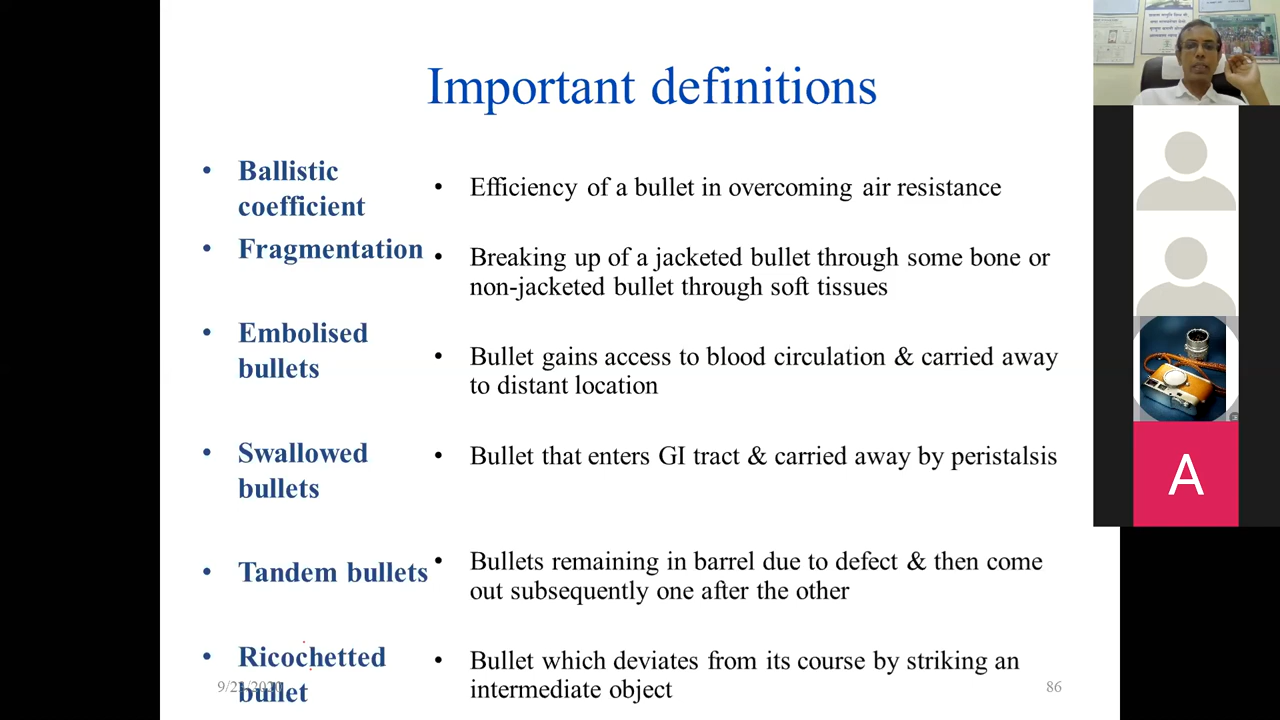 Important definitions
• Ballistic
coefficient
• Efficiency of a bullet in overcoming air resistance
• Fragmentation
• Breaking up of a jacketed bullet through some bone or
non-jacketed bullet through soft tissues
• Embolised
bullets
• Bullet gains access to blood circulation & carried away
to distant location
• Swallowed
bullets
• Bullet that enters GI tract & carried away by peristalsis
• Tandem bullets
• Bullets remaining in barrel due to defect & then come
out subsequently one after the other
• Ricochetted
bullet
• Bullet which deviates from its course by striking an
intermediate object
86
A